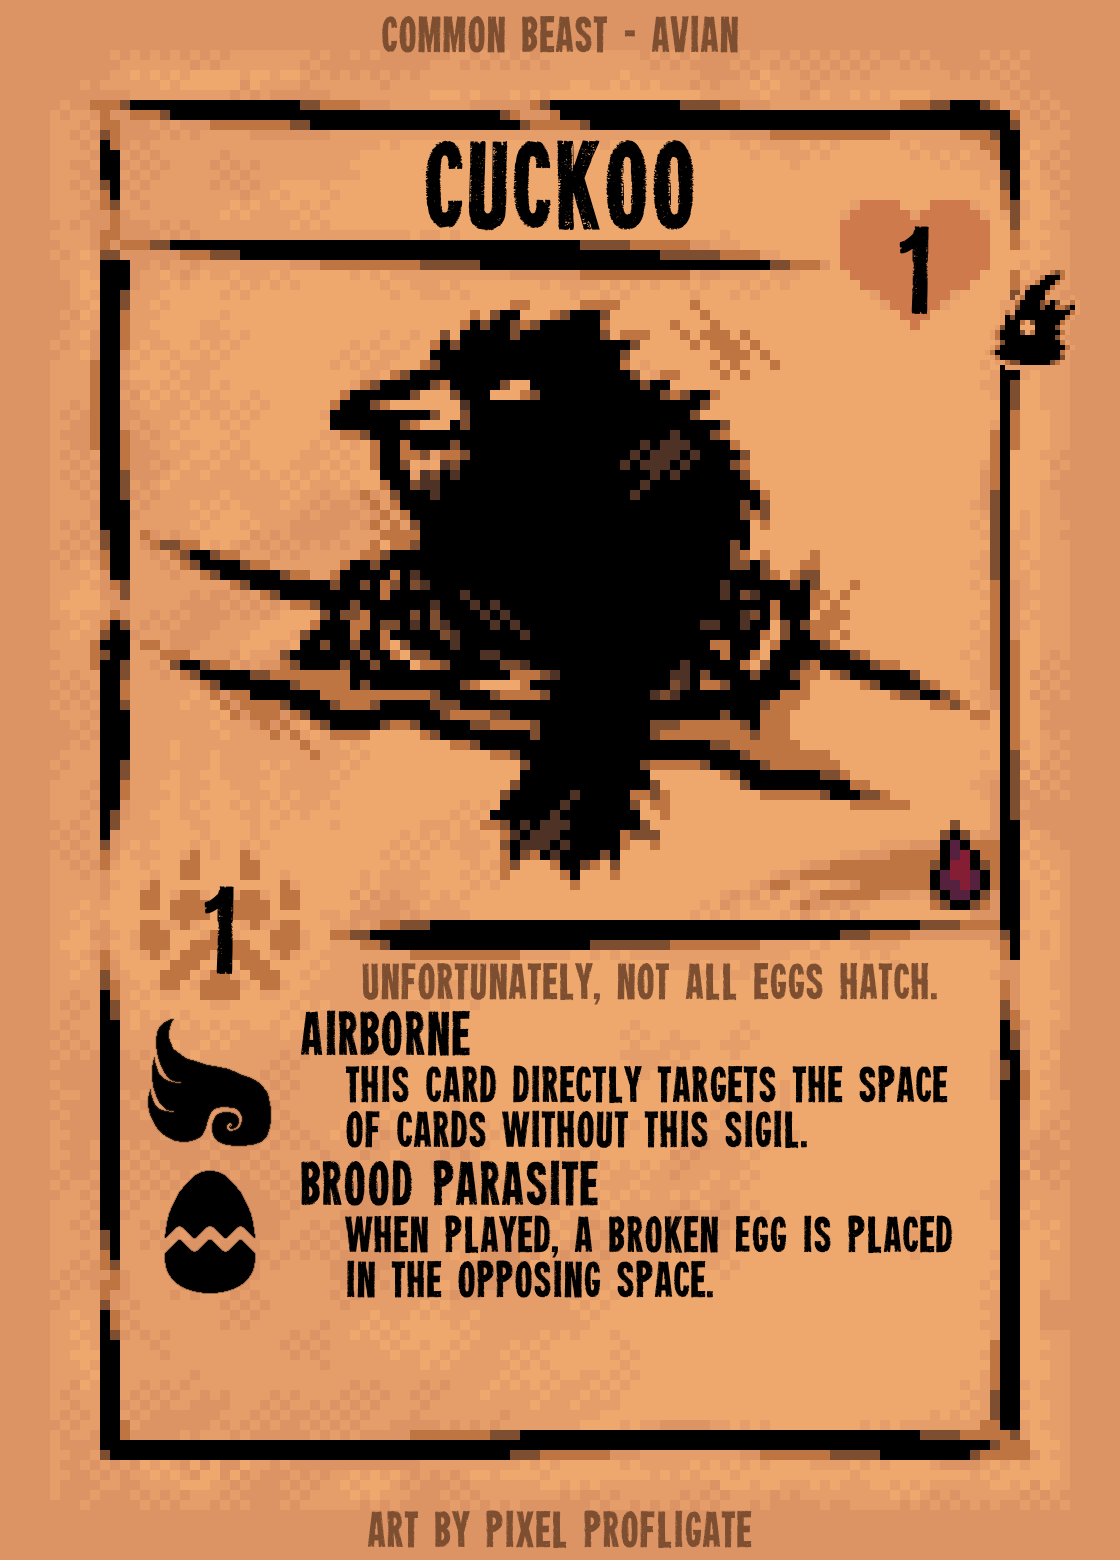 COMMON BEAST - AVIAN
CUCKOO
1
1
UNFORTUNATELY, NOT ALL EGGS HATCH.
AIRBORNE
THIS CARD DIRECTLY TARGETS THE SPACE
OF CARDS WITHOUT THIS SIGIL.
BROOD PARASITE
WHEN PLAYED, A BROKEN EGG IS PLACED
IN THE OPPOSING SPACE.
ART BY PIXEL PROFLIGATE